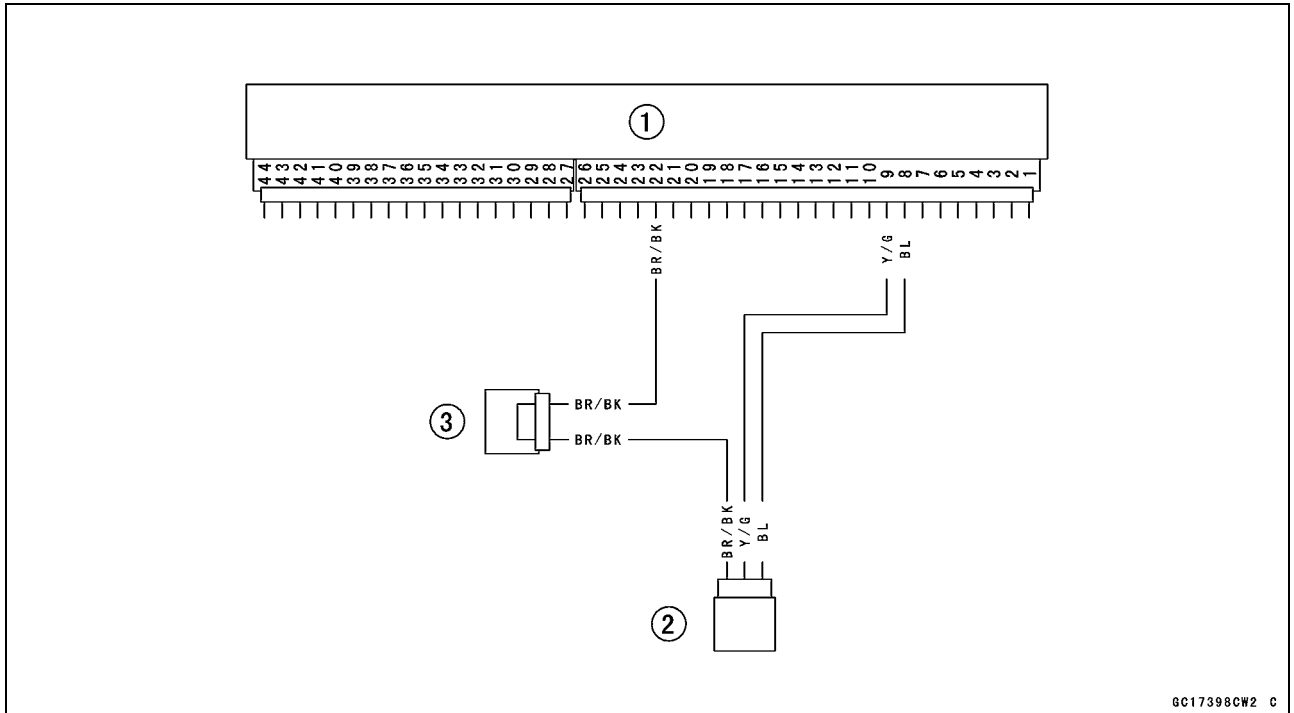 ①
44 43 42 41 40 39 38 37 36 35 34 33 32 31 30 29 28 27 26 25 24 23 22 21 20 19 18 17 16 15 14 13 12 11 10 9 8 7 6 5 4 3 2 1
BR/BK
Y/G
BL
③
BR/BK
BR/BK
BR/BK
Y/G
BL
②
GC17398CW2 C